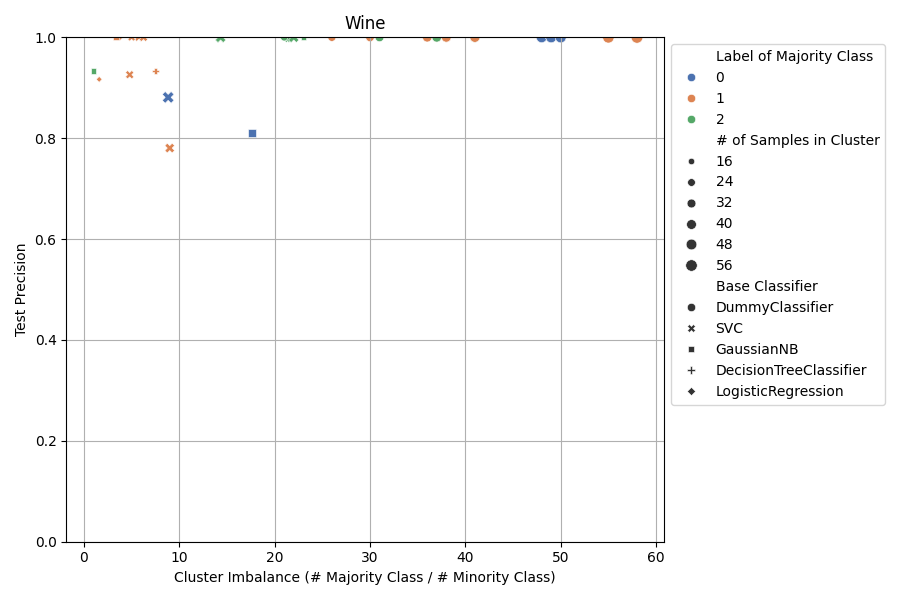 Wine
1.0
0.8
0.6
0.4
0.2
0.0
Test Precision
0 10 20 30 40 50 60
Cluster Imbalance (# Majority Class / # Minority Class)
Label of Majority Class
0
1
2
# of Samples in Cluster
16
24
32
40
48
56
Base Classifier
DummyClassifier
SVC
GaussianNB
DecisionTreeClassifier
LogisticRegression